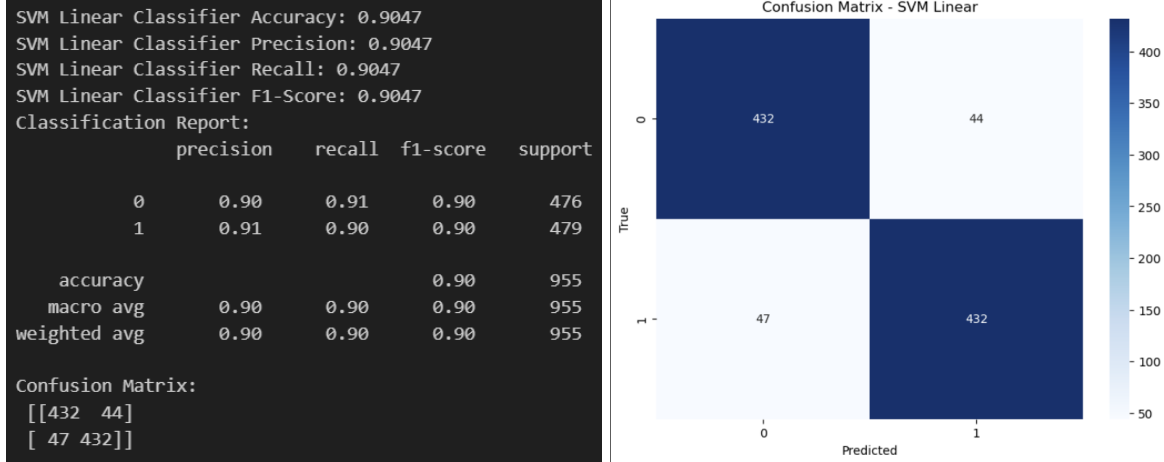 SVM Linear Classifier Accuracy: 0.9047
SVM Linear Classifier Precision: 0.9047
SVM Linear Classifier Recall: 0.9047
SVM Linear Classifier F1-Score: 0.9047
Classification Report:
precision recall f1-score support
0 0.90 0.91 0.90 476
1 0.91 0.90 0.90 479
accuracy 0.90 955
macro avg 0.90 0.90 0.90 955
weighted avg 0.90 0.90 0.90 955
Confusion Matrix:
[[432 44]
[ 47 432]]
Confusion Matrix - SVM Linear
True
0
432 44
1
47 432
0 1
Predicted
400
350
300
250
200
150
100
50